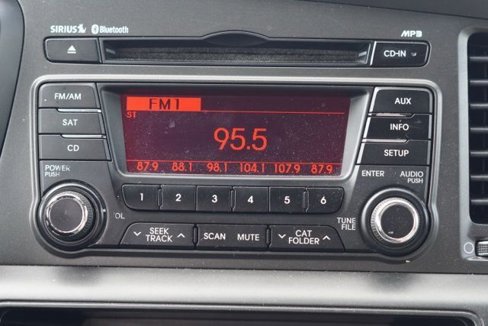 SIRIUS Bluetooth MP3
CD-IN
FM/AM FM1 AUX
ST
SAT INFO
95.5
CD SETUP
POWER PUSH 87.9 88.1 98.1 104.1 107.9 87.9 ENTER AUDIO PUSH
1 2 3 4 5 6
VOL TUNE FILE
SEEK TRACK SCAN MUTE CAT FOLDER